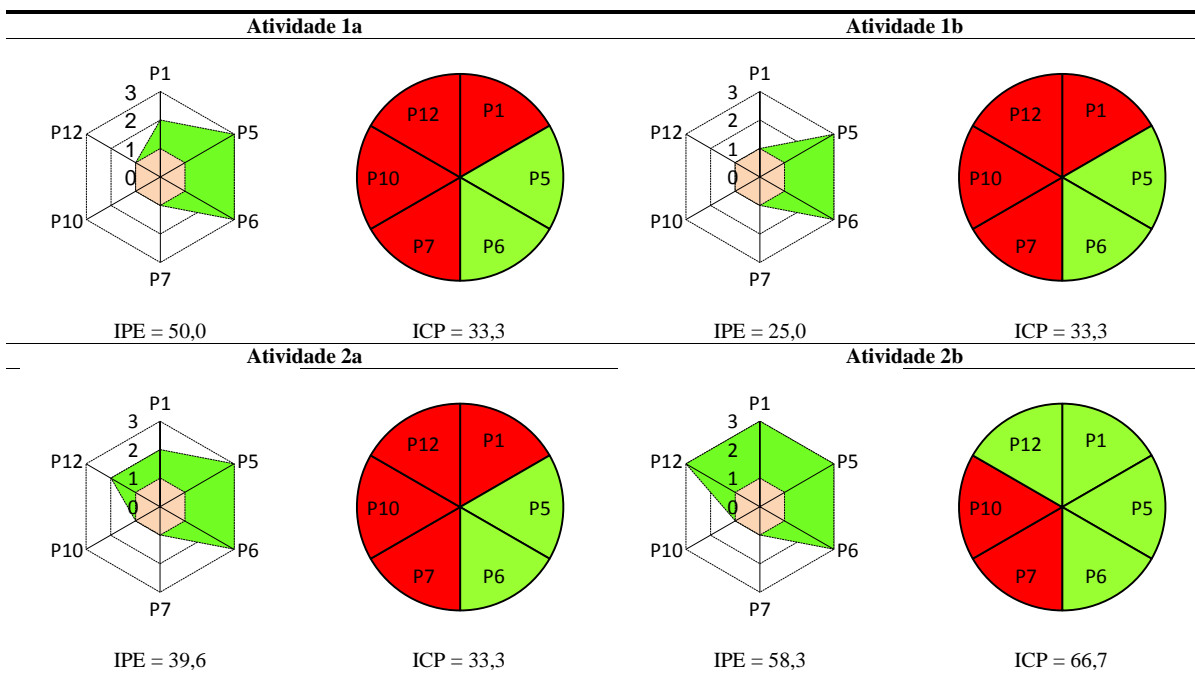 Atividade 1a Atividade 1b
P1 P1
3 3
P12 P1 P12 P1
P12 2 P5 P12 2 P5
1 1
0 P10 P5 0 P10 P5
P10 P6 P10 P6
P7 P6 P7 P6
P7 P7
IPE = 50,0 ICP = 33,3 IPE = 25,0 ICP = 33,3
Atividade 2a Atividade 2b
P1 P1
3 3
P12 P1 P12 P1
P12 2 P5 P12 2 P5
1 1
0 P10 P5 0 P10 P5
P10 P6 P10 P6
P7 P6 P7 P6
P7 P7
IPE = 39,6 ICP = 33,3 IPE = 58,3 ICP = 66,7